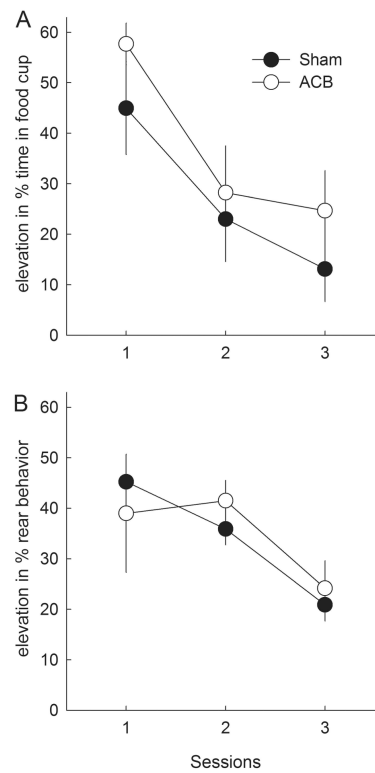 A
elevation in % time in food cup
60
50
40
30
20
10
0
Sham
ACB
1 2 3
B
elevation in % rear behavior
60
50
40
30
20
10
0
1 2 3
Sessions